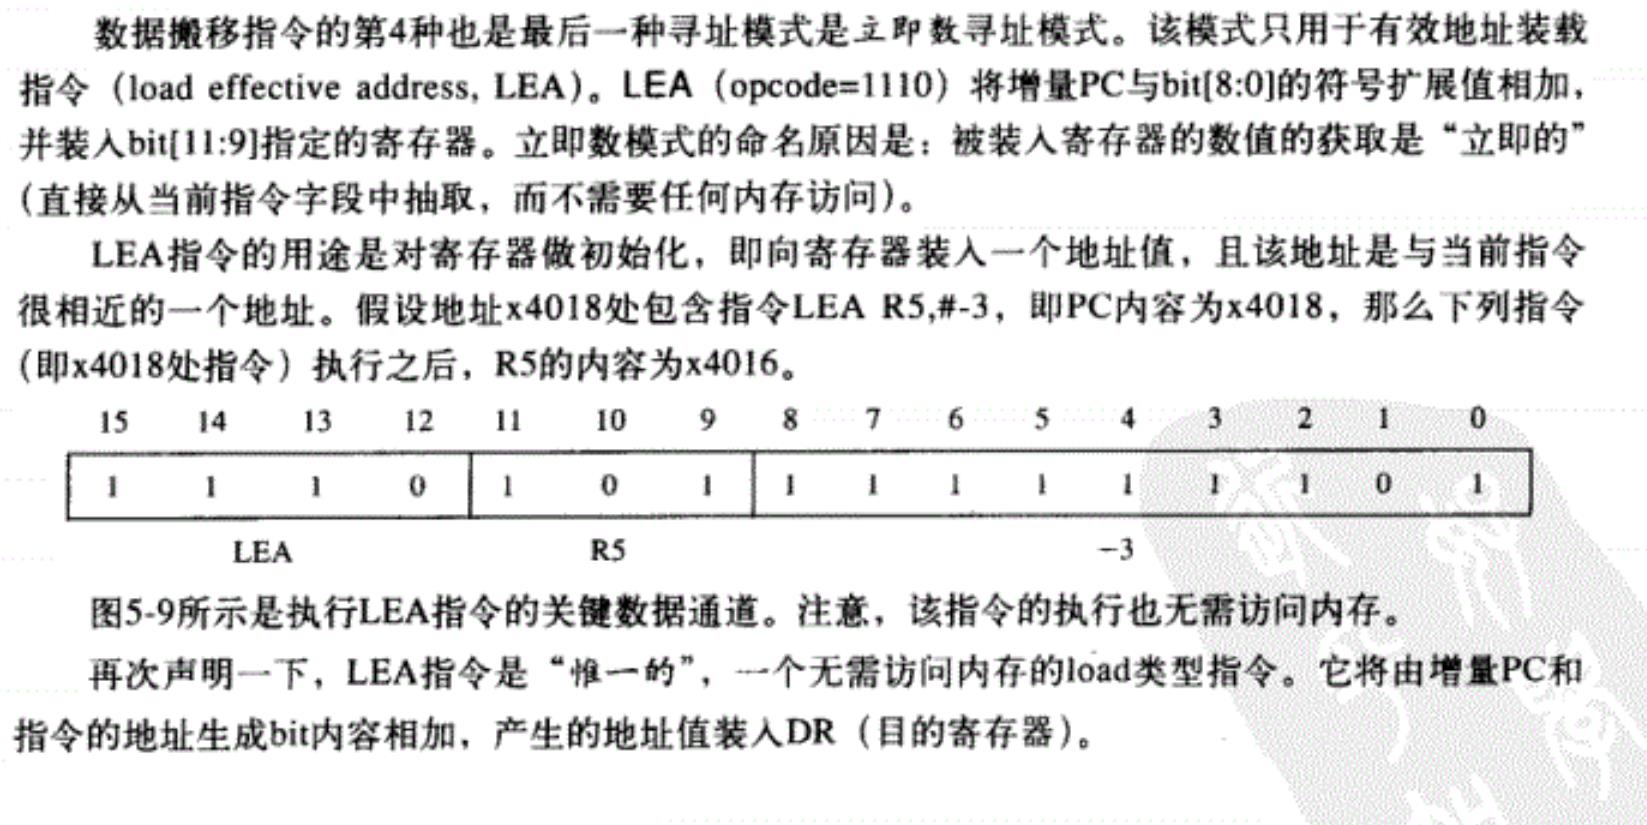 数据搬移指令的第4种也是最后一种寻址模式是立即数寻址模式。该模式只用于有效地址装载
指令（load effective address, LEA）。LEA（opcode=1110）将增量PC与bit[8:0]的符号扩展值相加，
并装入bit[11:9]指定的寄存器。立即数模式的命名原因是：被装入寄存器的数值的获取是“立即的”
（直接从当前指令字段中抽取，而不需要任何内存访问）。
LEA指令的用途是对寄存器做初始化，即向寄存器装入一个地址值，且该地址是与当前指令
很相近的一个地址。假设地址x4018处包含指令LEA R5,#-3，即PC内容为x4018，那么下列指令
（即x4018处指令）执行之后，R5的内容为x4016。
15 14 13 12 11 10 9 8 7 6 5 4 3 2 1 0
1 1 1 0 1 0 1 1 1 1 1 1 1 1 0 1
LEA R5 -3
图5-9所示是执行LEA指令的关键数据通道。注意，该指令的执行也无需访问内存。
再次声明一下，LEA指令是“惟一的”，一个无需访问内存的load类型指令。它将由增量PC和
指令的地址生成bit内容相加，产生的地址值装入DR（目的寄存器）。